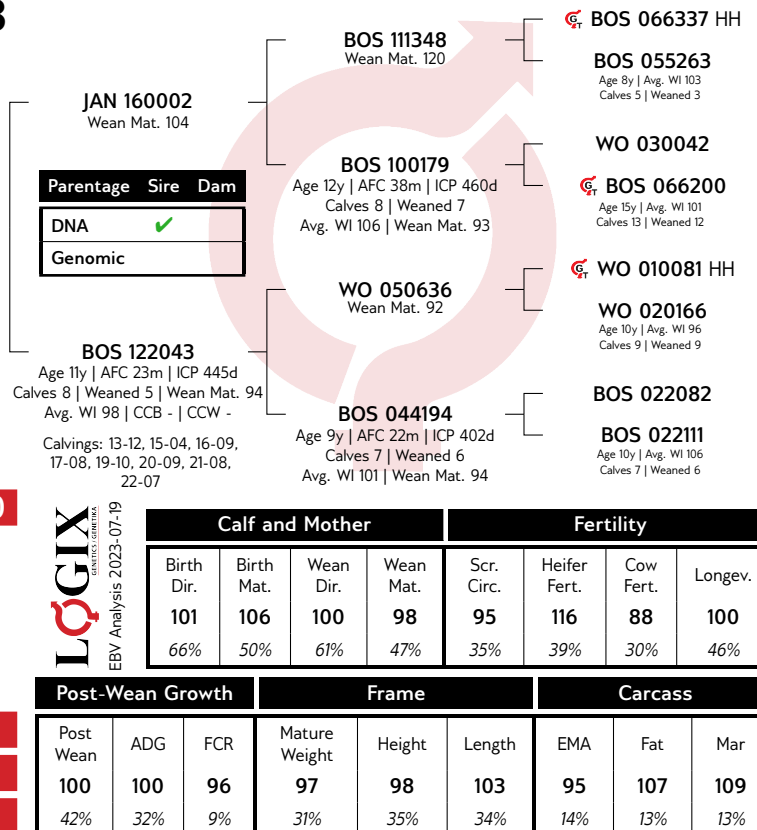 BOS 066337 HH
BOS 111348
Wean Mat. 120
BOS 055263
Age 8y | Avg. WI 103
Calves 5 | Weaned 3
JAN 160002
Wean Mat. 104
WO 030042
BOS 100179
Age 12y | AFC 38m | ICP 460d
Calves 8 | Weaned 7
Avg. WI 106 | Wean Mat. 93
BOS 066200
Age 15y | Avg. WI 101
Calves 13 | Weaned 12
Parentage Sire Dam
DNA ✔
Genomic
WO 010081 HH
WO 050636
Wean Mat. 92
WO 020166
Age 10y | Avg. WI 96
Calves 9 | Weaned 9
BOS 122043
Age 11y | AFC 23m | ICP 445d
Calves 8 | Weaned 5 | Wean Mat. 94
Avg. WI 98 | CCB - | CCW -
Calvings: 13-12, 15-04, 16-09,
17-08, 19-10, 20-09, 21-08,
22-07
BOS 022082
BOS 044194
Age 9y | AFC 22m | ICP 402d
Calves 7 | Weaned 6
Avg. WI 101 | Wean Mat. 94
BOS 022111
Age 10y | Avg. WI 106
Calves 7 | Weaned 6
LOGIX
GENETICS / GENETIKA
EBV Analysis 2023-07-19
Calf and Mother Fertility
Birth Dir. Birth Mat. Wean Dir. Wean Mat. Scr. Circ. Heifer Fert. Cow Fert. Longev.
101 106 100 98 95 116 88 100
66% 50% 61% 47% 35% 39% 30% 46%
Post-Wean Growth Frame Carcass
Post Wean ADG FCR Mature Weight Height Length EMA Fat Mar
100 100 96 97 98 103 95 107 109
42% 32% 9% 31% 35% 34% 14% 13% 13%